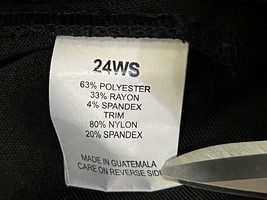 24WS
63% POLYESTER
33% RAYON
4% SPANDEX
TRIM
80% NYLON
20% SPANDEX
MADE IN GUATEMALA
CARE ON REVERSE SIDE